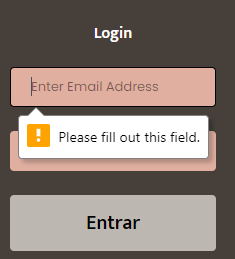 Login
Enter Email Address
! Please fill out this field.
Entrar